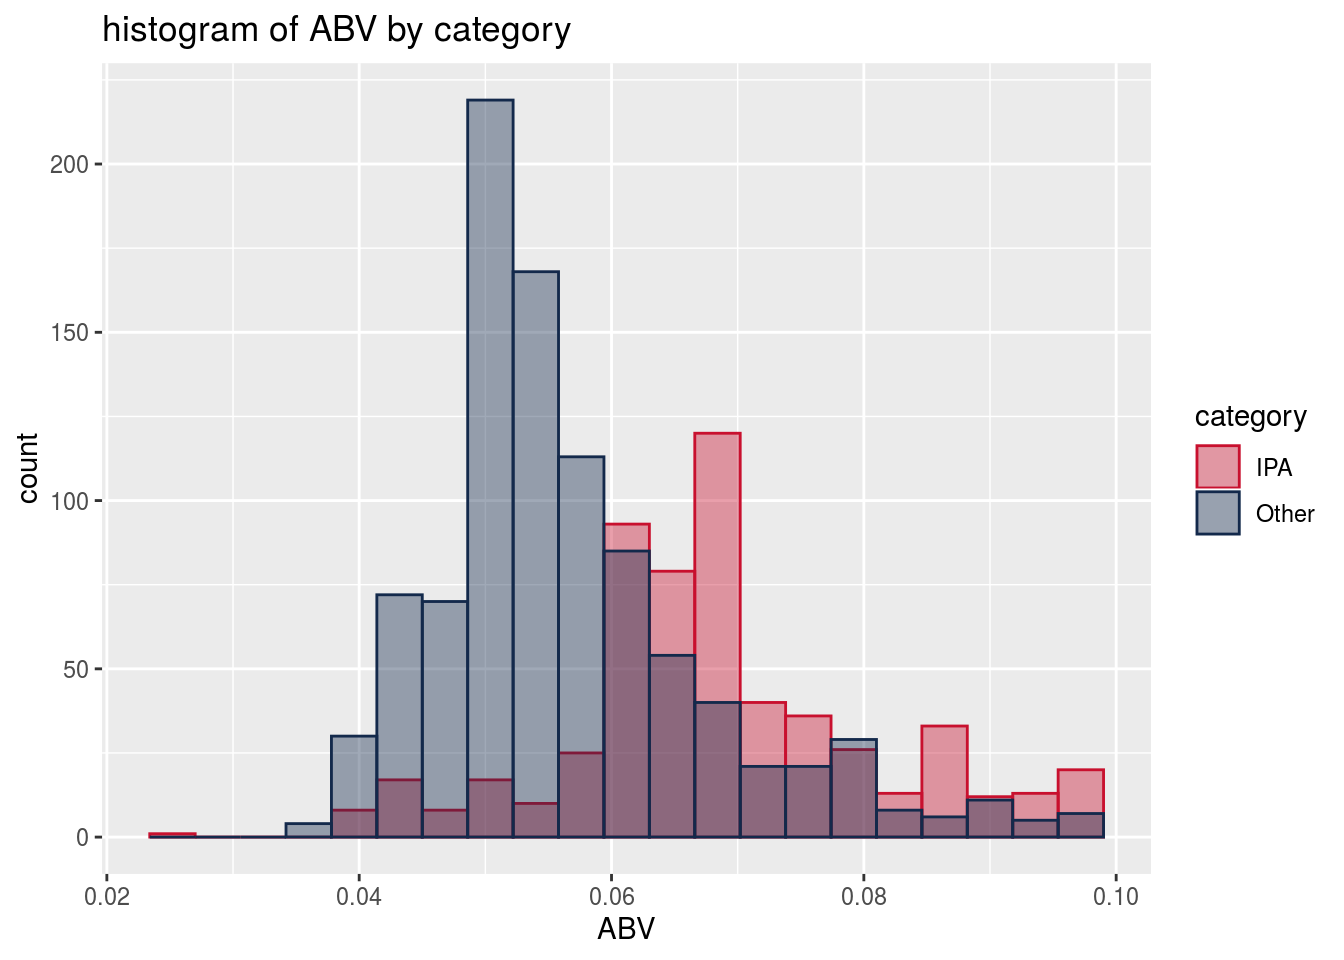 histogram of ABV by category
count
200
150
100
50
0
0.02 0.04 0.06 0.08 0.10
ABV
category
IPA
Other